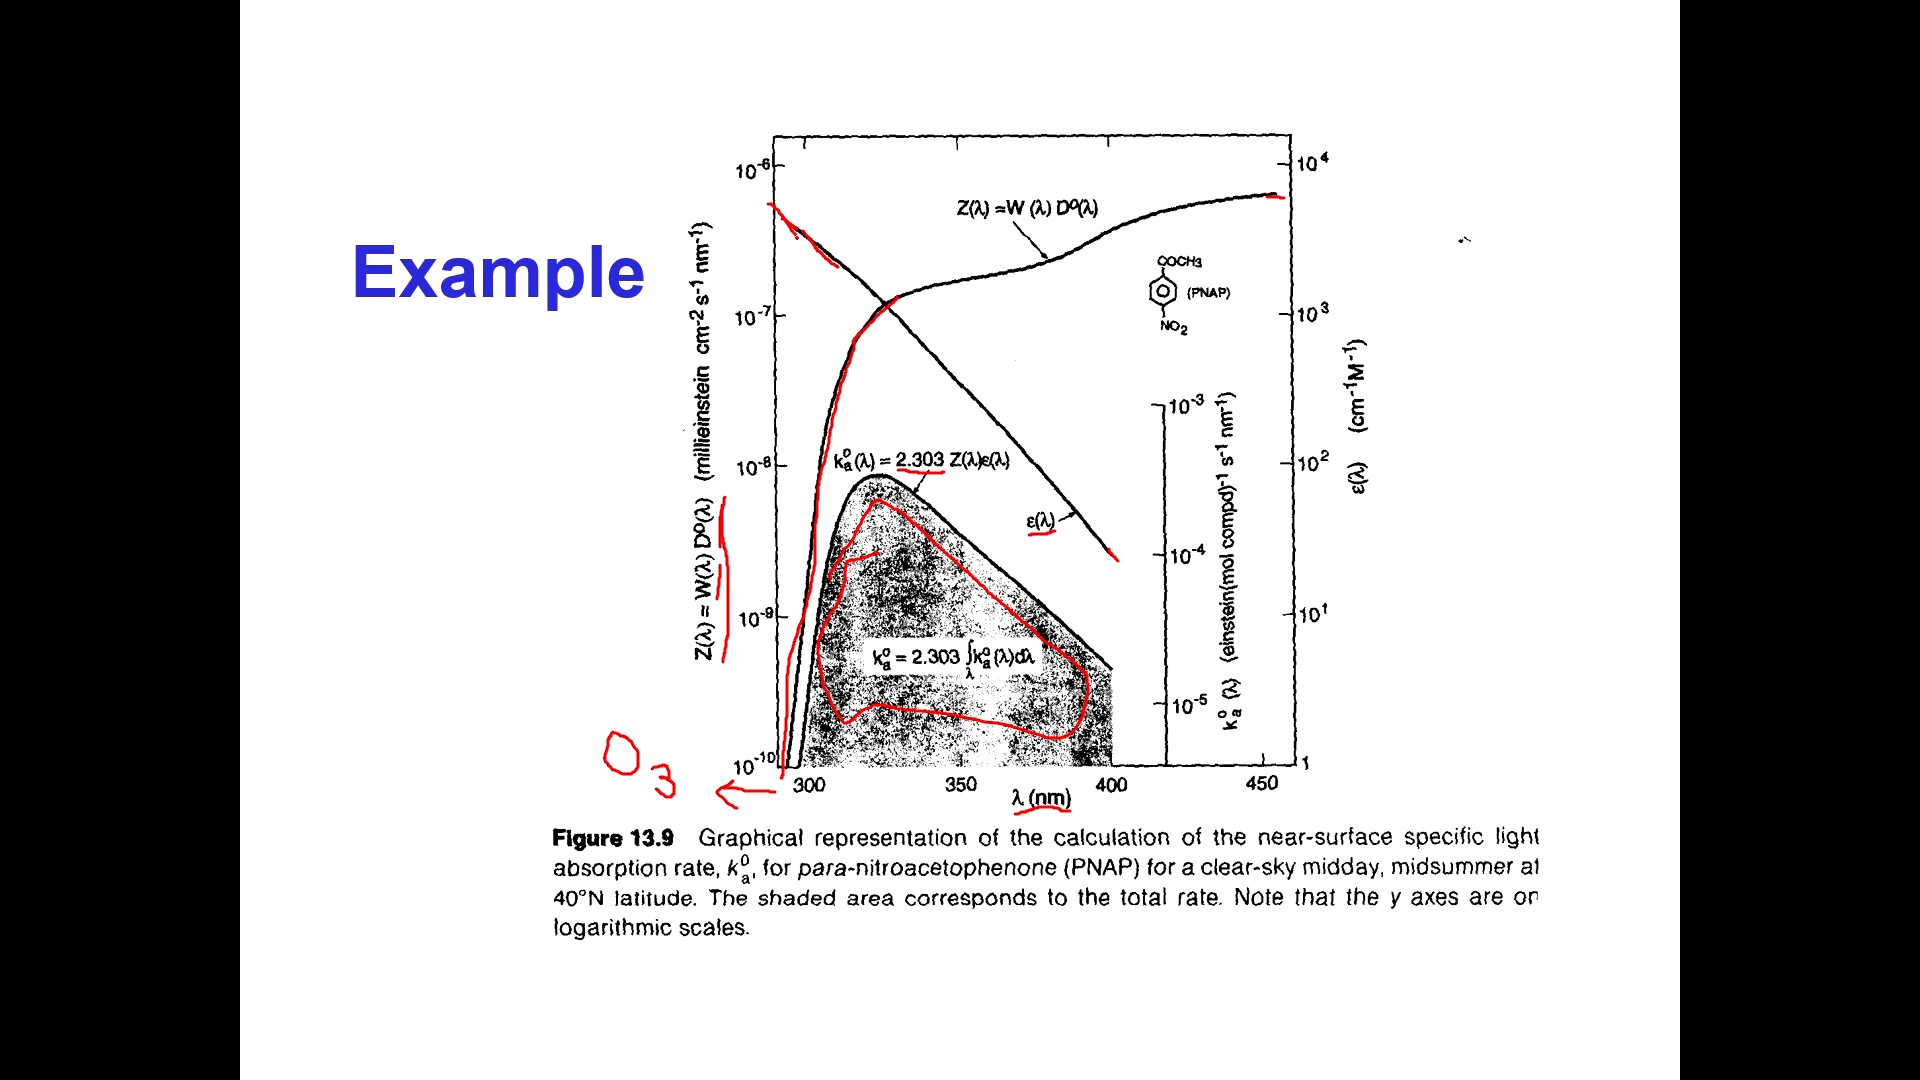 Example
10⁻⁶
10⁻⁷
10⁻⁸
10⁻⁹
10⁻¹⁰
Z(λ) = W(λ) D⁰(λ) (millieinstein cm⁻² s⁻¹ nm⁻¹)
Z(λ) ≃W (λ) D⁰(λ)
COCH₃
(PNAP)
NO₂
kₐ⁰ (λ) = 2.303 Z(λ)ε(λ)
ε(λ)
kₐ⁰ = 2.303 ∫kₐ⁰ (λ)dλ
λ
10⁴
10³
10²
10¹
1
ε(λ) (cm⁻¹M⁻¹)
10⁻³
10⁻⁴
10⁻⁵
kₐ⁰ (λ) (einstein(mol compd)⁻¹ s⁻¹ nm⁻¹)
O₃
300
350
400
450
λ (nm)
Figure 13.9 Graphical representation of the calculation of the near-surface specific light
absorption rate, kₐ⁰, for para-nitroacetophenone (PNAP) for a clear-sky midday, midsummer at
40°N latitude. The shaded area corresponds to the total rate. Note that the y axes are on
logarithmic scales.